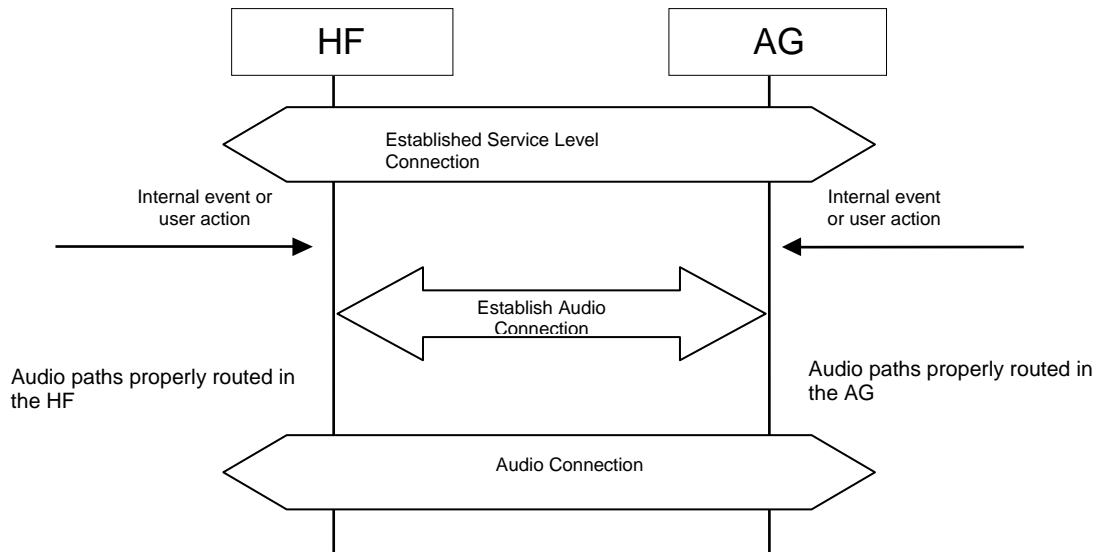 HF
AG
Established Service Level
Connection
Internal event or
user action
Internal event
or user action
Establish Audio
Connection
Audio paths properly routed in
the HF
Audio paths properly routed in
the AG
Audio Connection